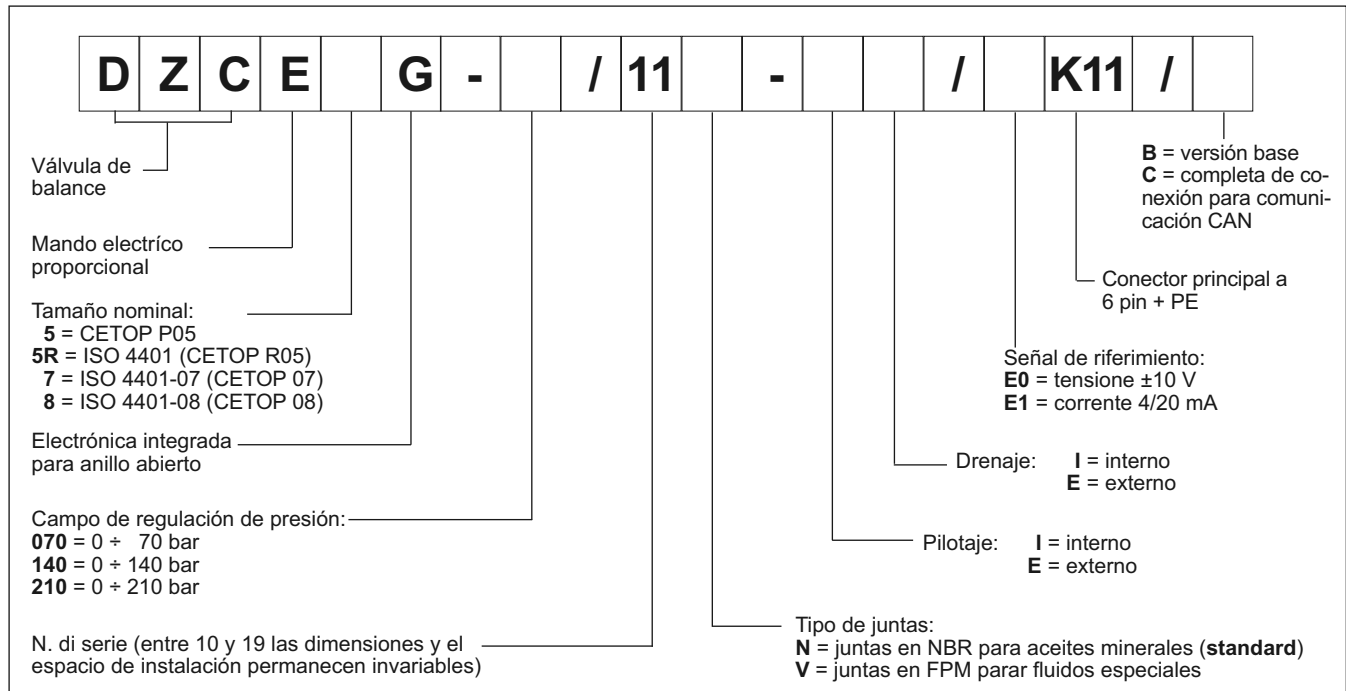 D Z C E G - / 11 - / K11 /
Válvula de
balance
Mando electríco
proporcional
Tamaño nominal:
5 = CETOP P05
5R = ISO 4401 (CETOP R05)
7 = ISO 4401-07 (CETOP 07)
8 = ISO 4401-08 (CETOP 08)
Electrónica integrada
para anillo abierto
Campo de regulación de presión:
070 = 0 ÷ 70 bar
140 = 0 ÷ 140 bar
210 = 0 ÷ 210 bar
N. di serie (entre 10 y 19 las dimensiones y el
espacio de instalación permanecen invariables)
B = versión base
C = completa de co-
nexión para comuni-
cación CAN
Conector principal a
6 pin + PE
Señal de riferimiento:
E0 = tensione ±10 V
E1 = corrente 4/20 mA
Drenaje: I = interno
E = externo
Pilotaje: I = interno
E = externo
Tipo de juntas:
N = juntas en NBR para aceites minerales (standard)
V = juntas en FPM parar fluidos especiales